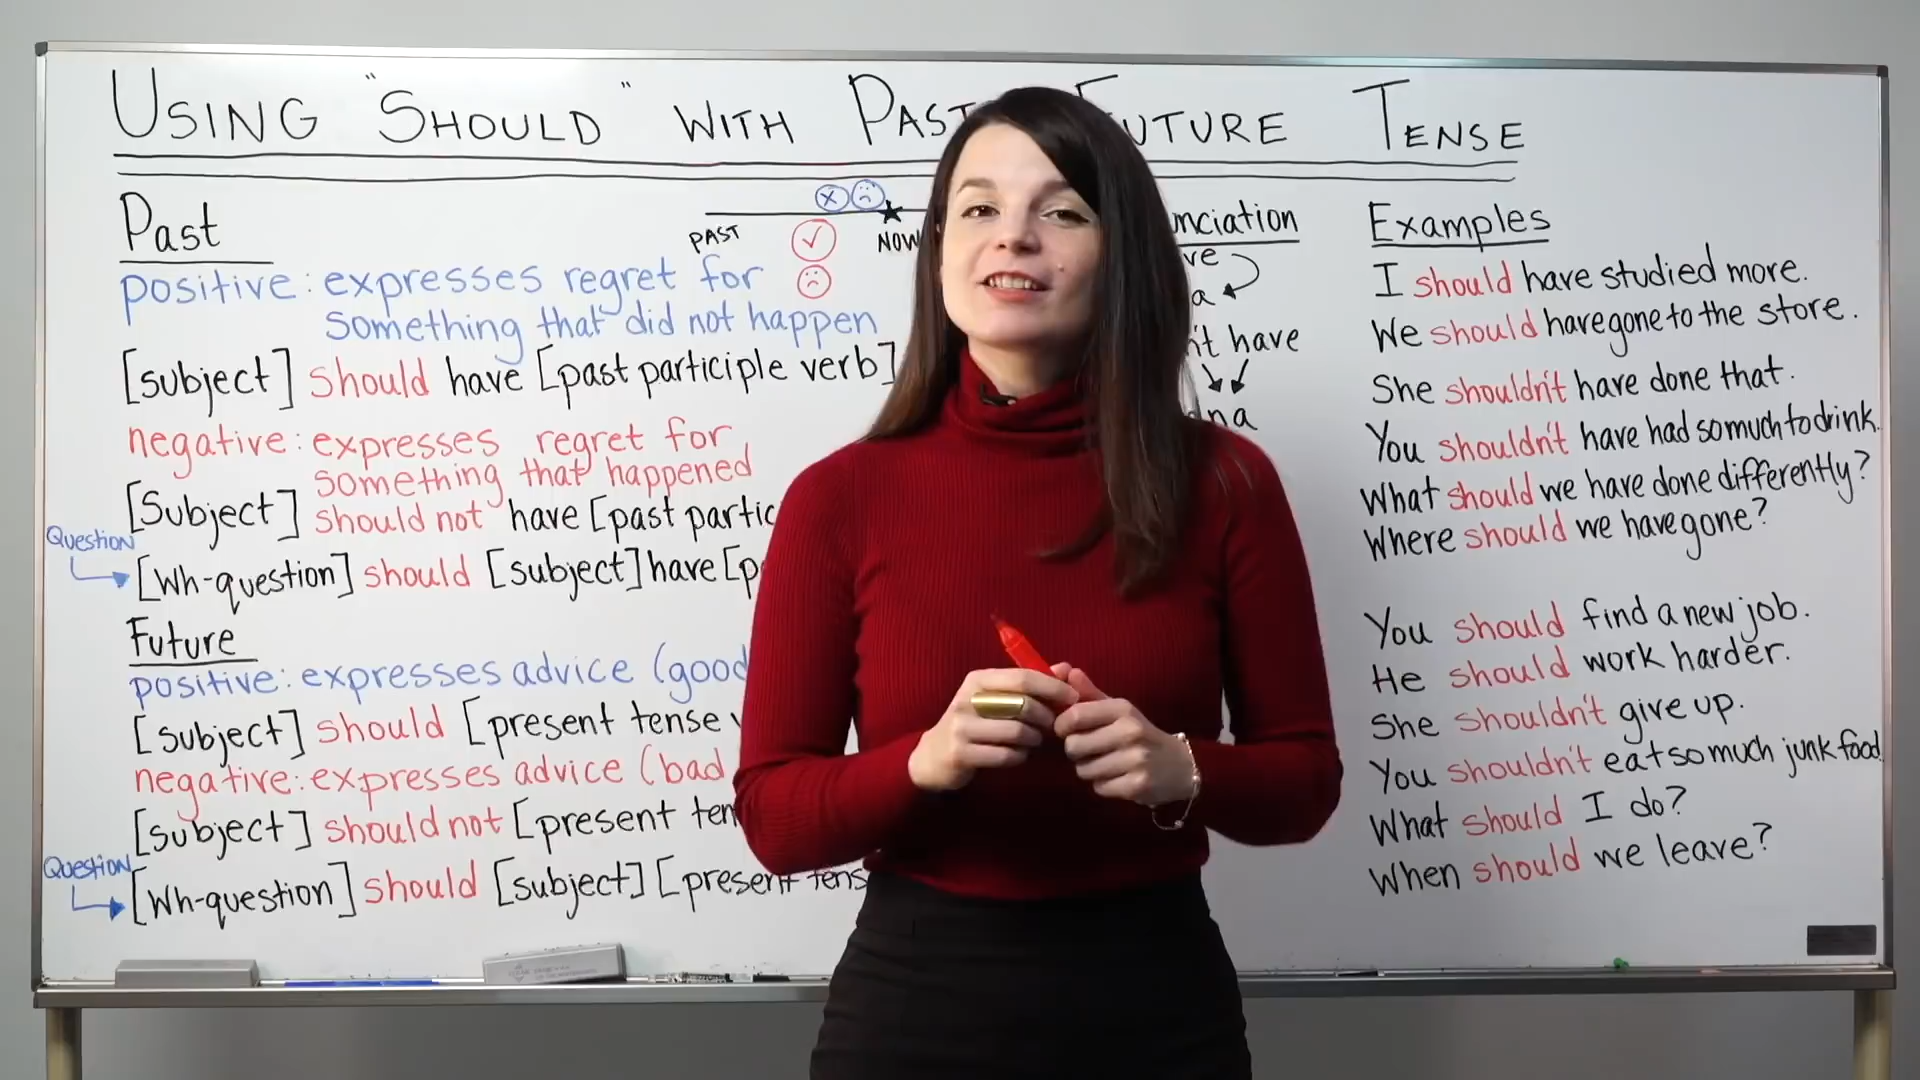 USING "SHOULD" WITH PAST FUTURE TENSE
Past
positive: expresses regret for
something that did not happen
[subject] should have [past participle verb]
negative: expresses regret for
something that happened
[Subject] should not have [past partic
Question
[Wh-question] should [subject] have [p
Future
positive: expresses advice (good
[subject] should [present tense v
negative: expresses advice (bad
[subject] should not [present ten
Question
[Wh-question] should [subject] [present tens
PAST
NOW
nciation
ve
a
n't have
na
Examples
I should have studied more.
We should have gone to the store.
She shouldn't have done that.
You shouldn't have had so much to drink.
What should we have done differently?
Where should we have gone?
You should find a new job.
He should work harder.
She shouldn't give up.
You shouldn't eat so much junk food.
What should I do?
When should we leave?